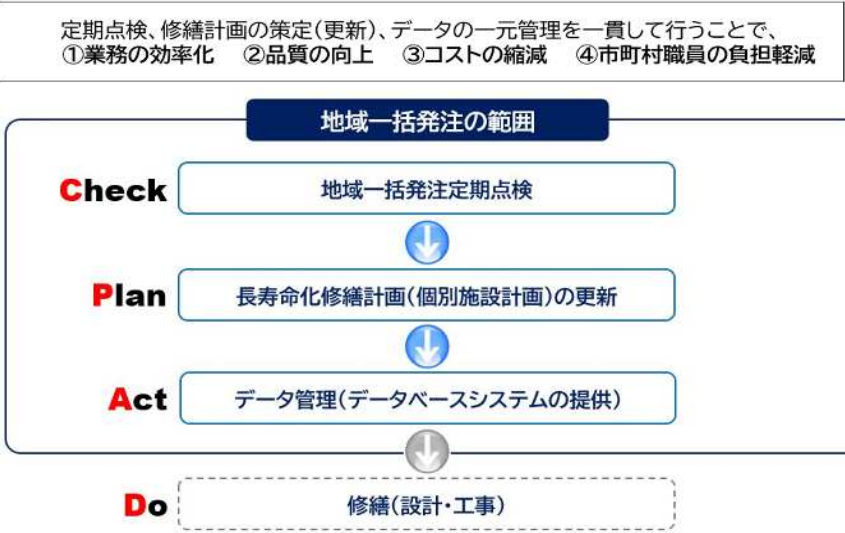 定期点検、修繕計画の策定(更新)、データの一元管理を一貫して行うことで、
①業務の効率化 ②品質の向上 ③コストの縮減 ④市町村職員の負担軽減
地域一括発注の範囲
Check 地域一括発注定期点検
Plan 長寿命化修繕計画(個別施設計画)の更新
Act データ管理(データベースシステムの提供)
Do 修繕(設計・工事)